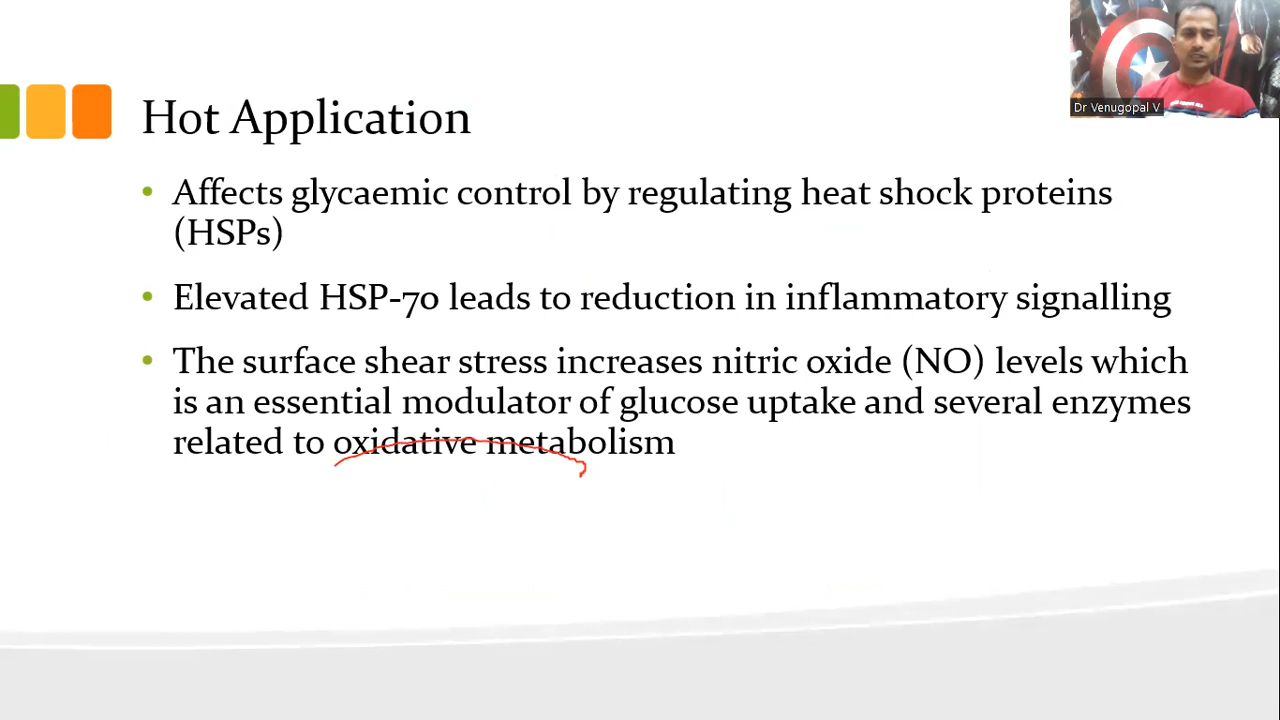 Dr Venugopal V
Hot Application
• Affects glycaemic control by regulating heat shock proteins
(HSPs)
• Elevated HSP-70 leads to reduction in inflammatory signalling
• The surface shear stress increases nitric oxide (NO) levels which
is an essential modulator of glucose uptake and several enzymes
related to oxidative metabolism